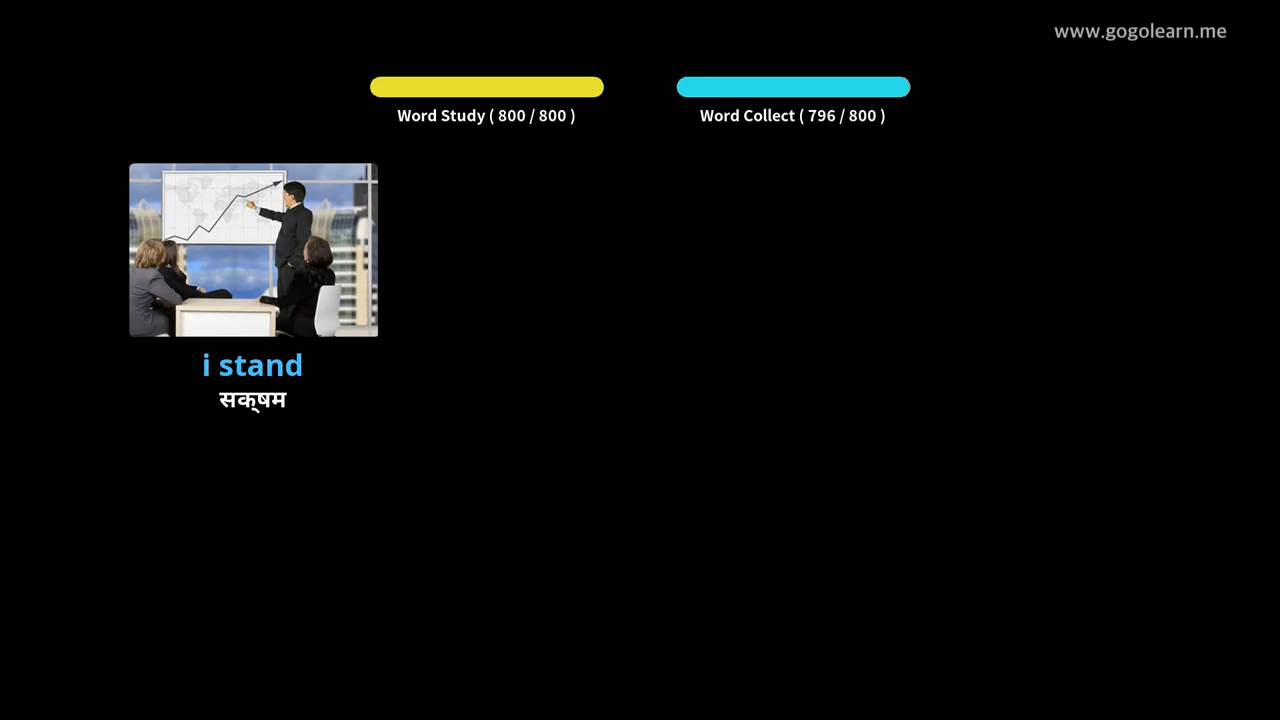 www.gogolearn.me
Word Study ( 800 / 800 )
Word Collect ( 796 / 800 )
i stand
सक्षम